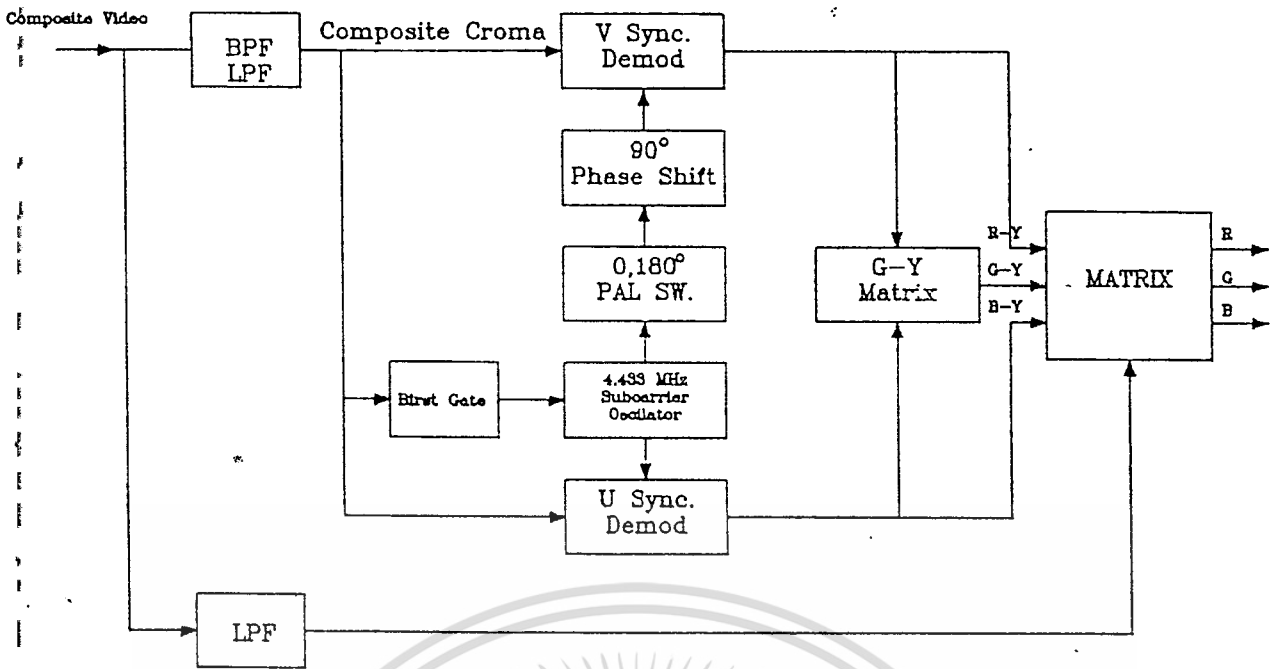 Composite Video
BPF
LPF
Composite Croma
V Sync.
Demod
90°
Phase Shift
0,180°
PAL SW.
4.433 MHz
Subcarrier
Oscilator
Birst Gate
U Sync.
Demod
G-Y
Matrix
R-Y
G-Y
B-Y
MATRIX
R
G
B
LPF